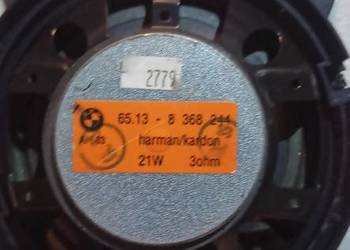 2779
65.13 - 8 368 244
harman/kardon
21W 3ohm